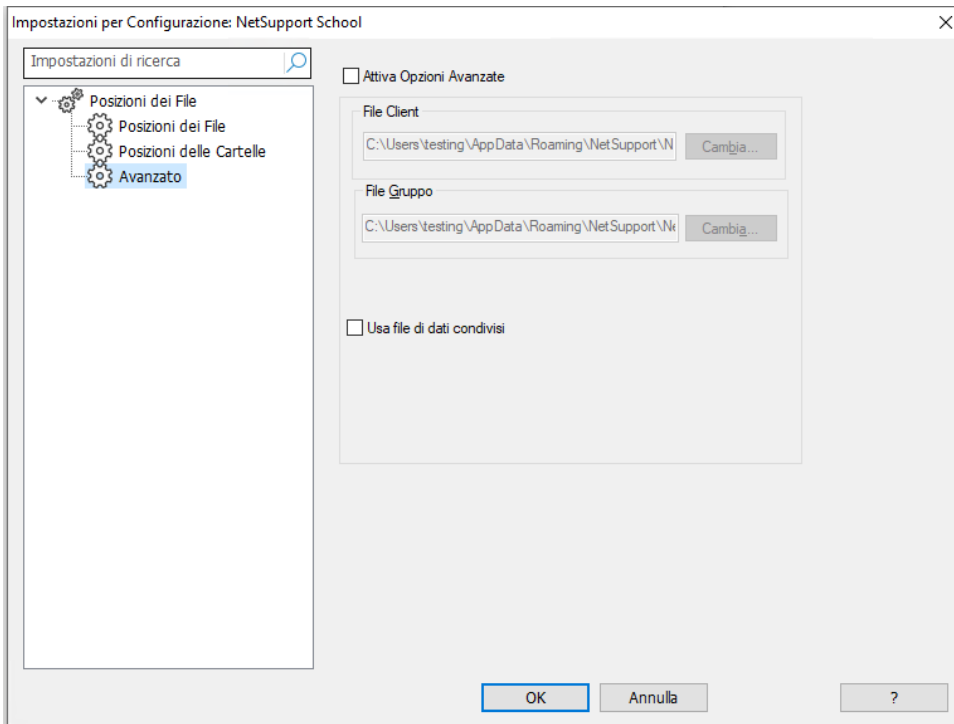 Impostazioni per Configurazione: NetSupport School
Impostazioni di ricerca
Posizioni dei File
Posizioni dei File
Posizioni delle Cartelle
Avanzato
Attiva Opzioni Avanzate
File Client
C:\Users\testing\AppData\Roaming\NetSupport\N
Cambia...
File Gruppo
C:\Users\testing\AppData\Roaming\NetSupport\Ne
Cambia...
Usa file di dati condivisi
OK
Annulla
?